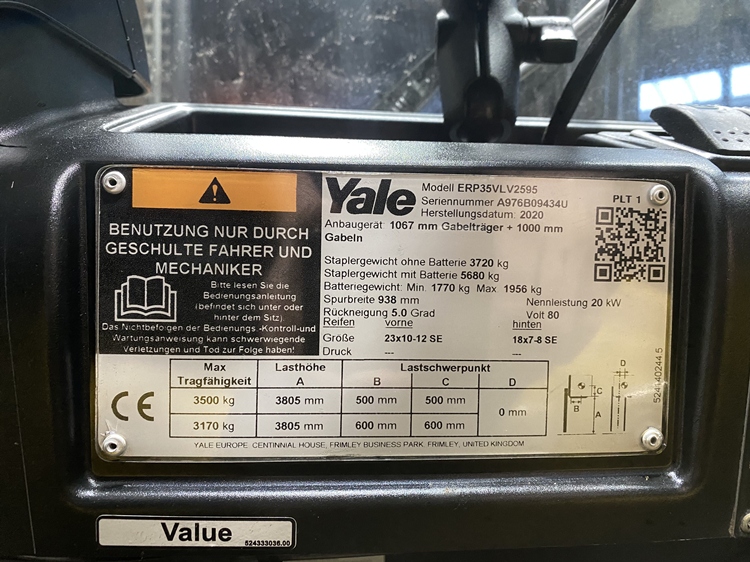 BENUTZUNG NUR DURCH
GESCHULTE FAHRER UND
MECHANIKER
Bitte lesen Sie die
Bedienungsanleitung
(befindet sich unter oder
hinter dem Sitz).
Das Nichtbefolgen der Bedienungs.-Kontroll-und
Wartungsanweisung kann schwerwiegende
Verletzungen und Tod zur Folge haben!
Yale
Modell ERP35VLV2595
Seriennummer A976B09434U
Herstellungsdatum: 2020
PLT 1
Anbaugerät 1067 mm Gabelträger + 1000 mm
Gabeln
Staplergewicht ohne Batterie 3720 kg
Staplergewicht mit Batterie 5680 kg
Batteriegewicht: Min. 1770 kg Max 1956 kg
Spurbreite 938 mm Nennleistung 20 kW
Rückneigung 5.0 Grad Volt 80
Reifen vorne hinten
Größe 23x10-12 SE 18x7-8 SE
Druck --- ---
Max Tragfähigkeit Lasthöhe A Lastschwerpunkt B C D
3500 kg 3805 mm 500 mm 500 mm 0 mm
3170 kg 3805 mm 600 mm 600 mm
D
C
B
A
CE
YALE EUROPE. CENTINNIAL HOUSE, FRIMLEY BUSINESS PARK. FRIMLEY, UNITED KINGDOM
Value
524333036.00